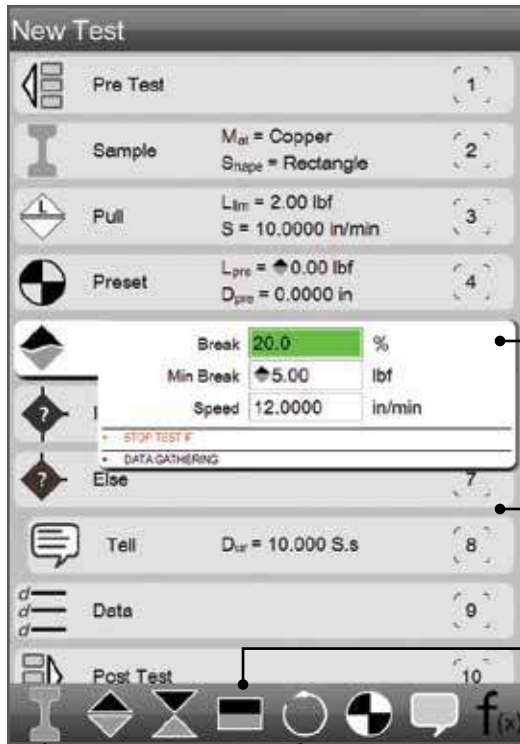 New Test
Pre Test 1
Sample Mat = Copper 2
Shape = Rectangle
L
Pull Llim = 2.00 lbf 3
S = 10.0000 in/min
Preset Lpre = 0.00 lbf 4
Dpre = 0.0000 in
Break 20.0 %
Min Break 5.00 lbf
Speed 12.0000 in/min
? STOP TEST IF
DATA GATHERING
? Else 7
Tell Dur = 10.000 S.s 8
d
d Data 9
d
Post Test 10
f(x)